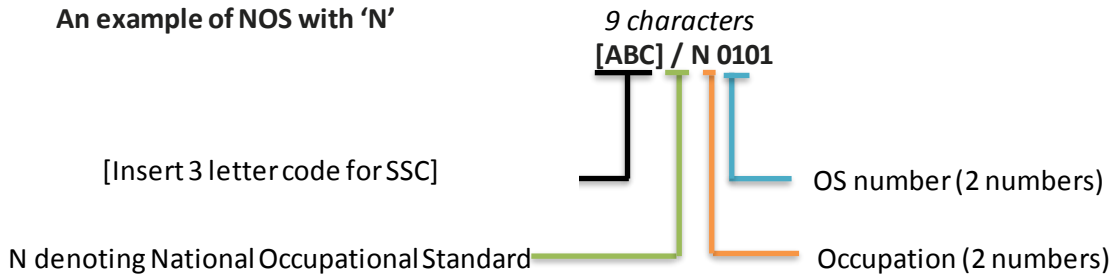 An example of NOS with ‘N’
9 characters
[ABC] / N 0101
[Insert 3 letter code for SSC]
OS number (2 numbers)
N denoting National Occupational Standard
Occupation (2 numbers)